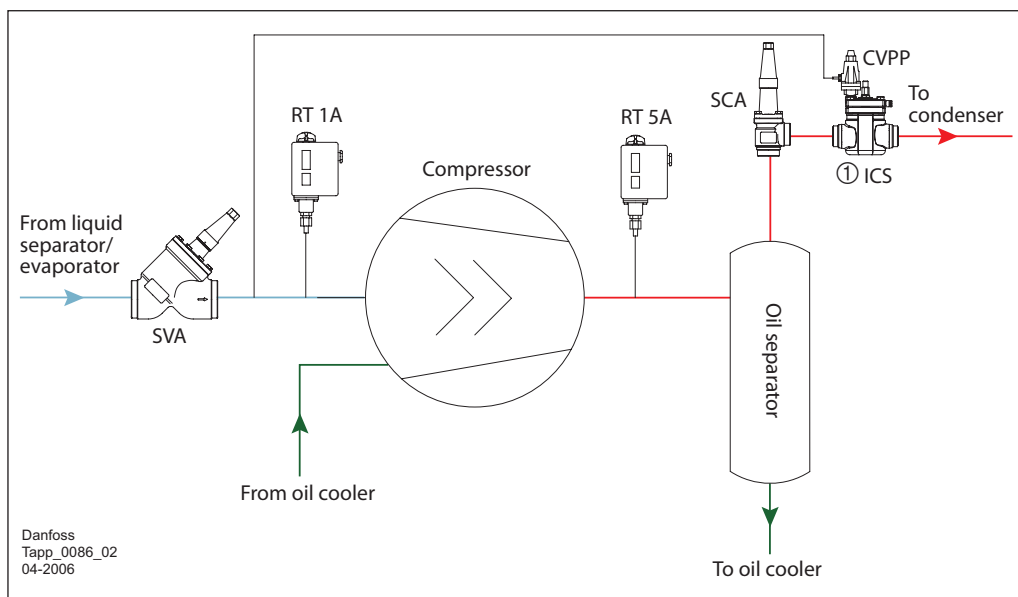 CVPP
SCA
To
condenser
RT 1A
RT 5A
① ICS
Compressor
From liquid
separator/
evaporator
SVA
Oil separator
From oil cooler
To oil cooler
Danfoss
Tapp_0086_02
04-2006